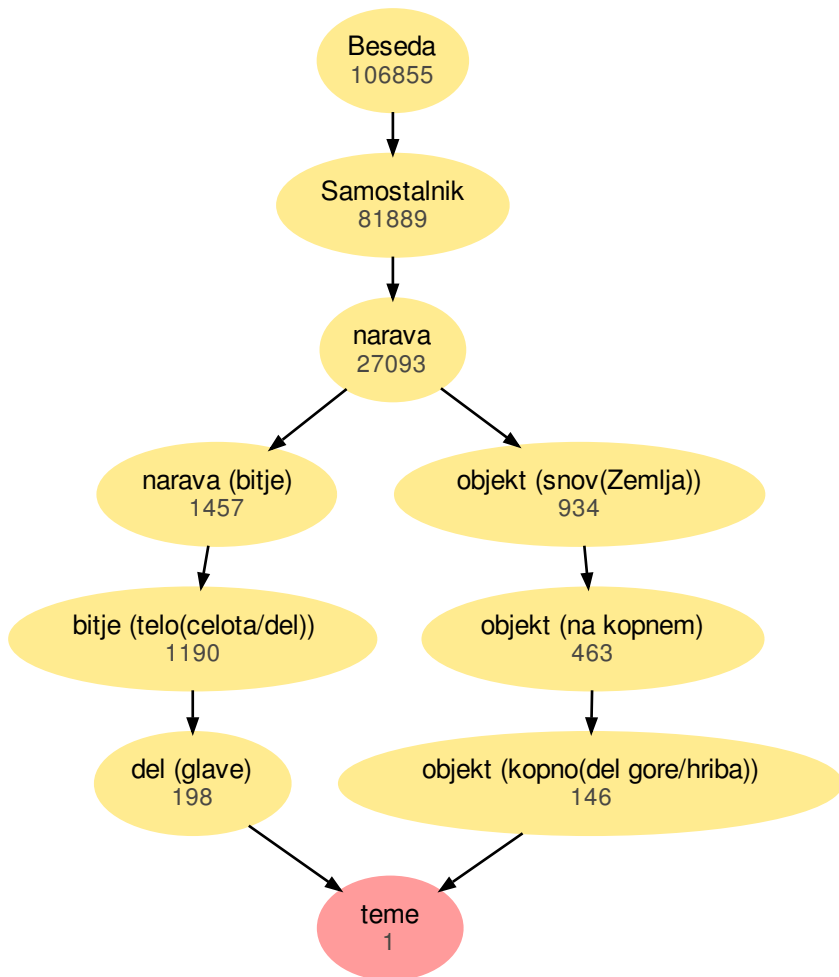 Beseda
106855
Samostalnik
81889
narava
27093
narava (bitje)
1457
objekt (snov(Zemlja))
934
bitje (telo(celota/del))
1190
objekt (na kopnem)
463
del (glave)
198
objekt (kopno(del gore/hriba))
146
teme
1